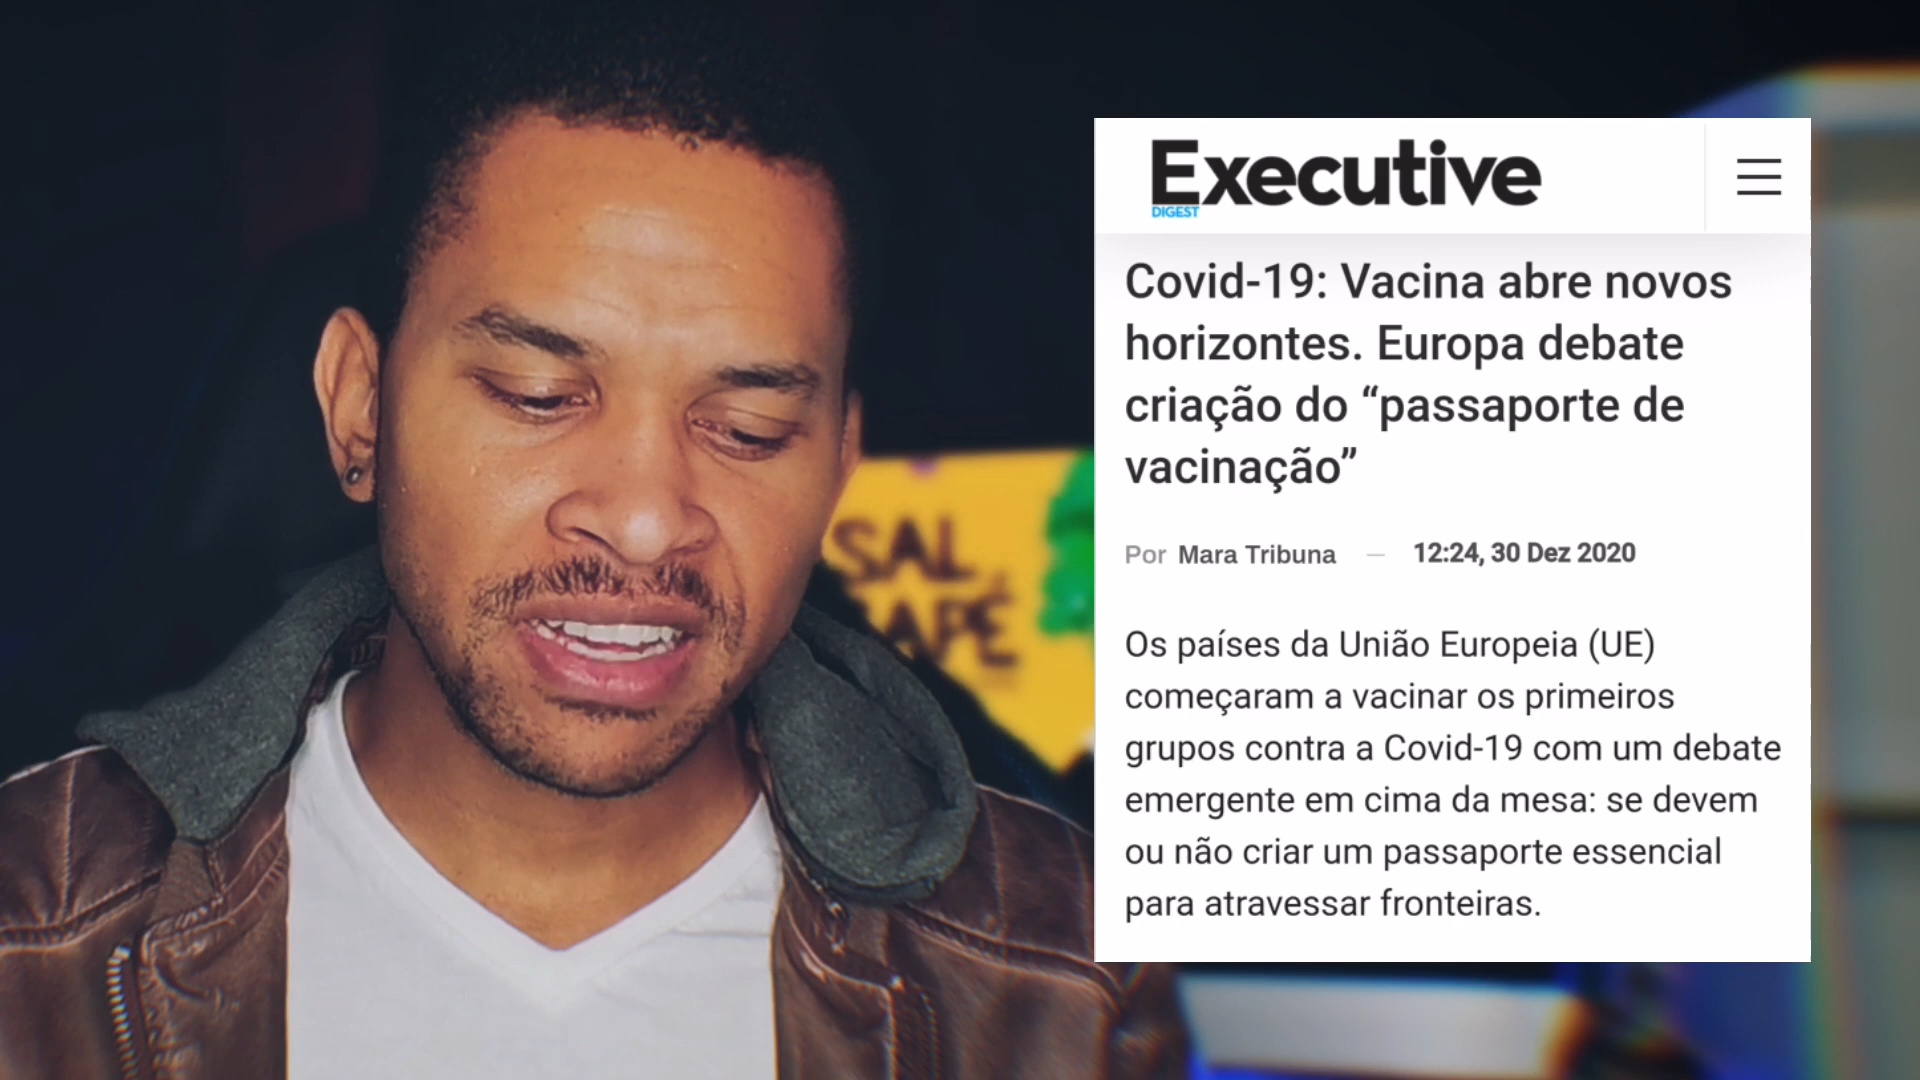 SAL
Executive
DIGEST
Covid-19: Vacina abre novos
horizontes. Europa debate
criação do “passaporte de
vacinação”
Por Mara Tribuna — 12:24, 30 Dez 2020
Os países da União Europeia (UE)
começaram a vacinar os primeiros
grupos contra a Covid-19 com um debate
emergente em cima da mesa: se devem
ou não criar um passaporte essencial
para atravessar fronteiras.